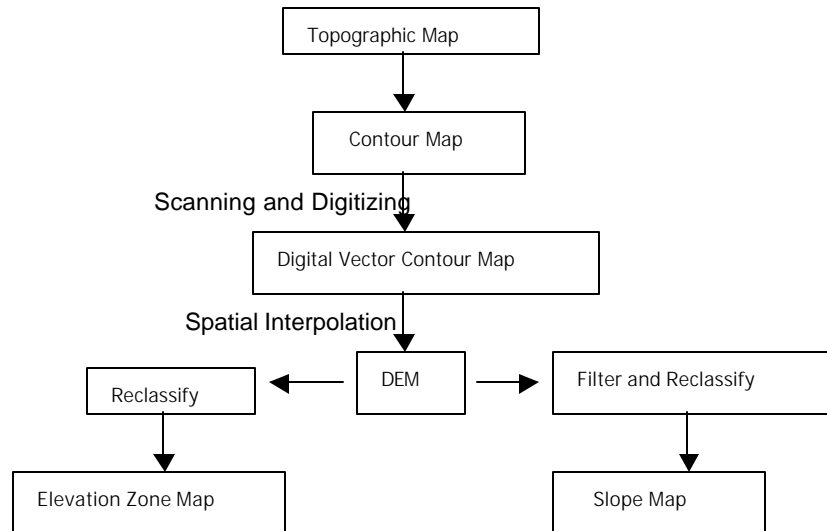 Topographic Map
Contour Map
Scanning and Digitizing
Digital Vector Contour Map
Spatial Interpolation
DEM
Filter and Reclassify
Reclassify
Elevation Zone Map
Slope Map